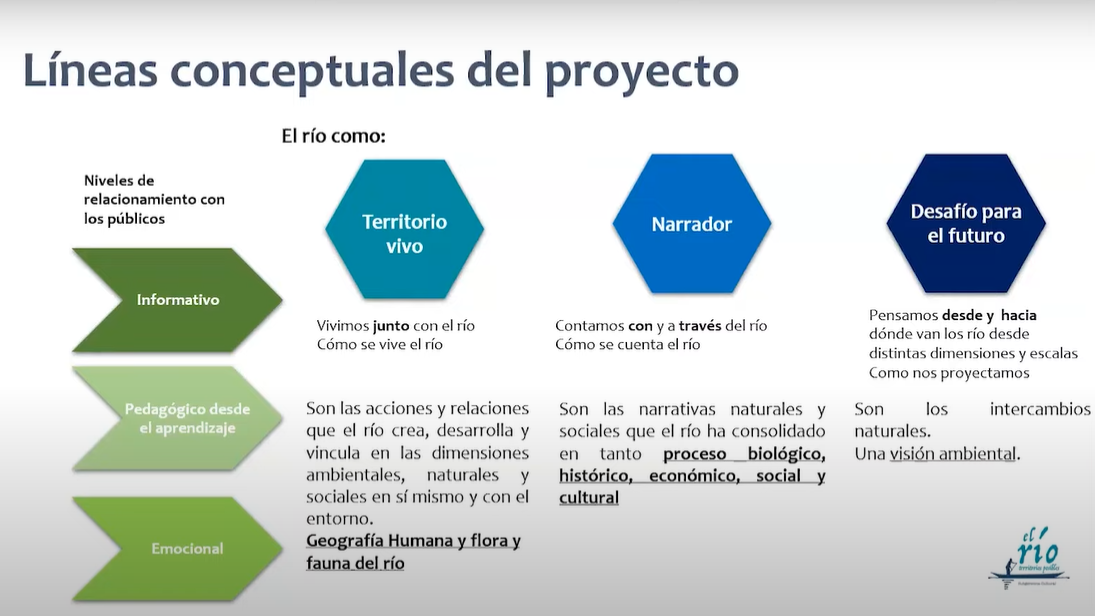 Líneas conceptuales del proyecto
El río como:
Niveles de
relacionamiento con
los públicos
Informativo
Pedagógico desde
el aprendizaje
Emocional
Territorio
vivo
Vivimos junto con el río
Cómo se vive el río
Son las acciones y relaciones
que el río crea, desarrolla y
vincula en las dimensiones
ambientales, naturales y
sociales en sí mismo y con el
entorno.
Geografía Humana y flora y
fauna del río
Narrador
Contamos con y a través del río
Cómo se cuenta el río
Son las narrativas naturales y
sociales que el río ha consolidado
en tanto proceso biológico,
histórico, económico, social y
cultural
Desafío para
el futuro
Pensamos desde y hacia
dónde van los río desde
distintas dimensiones y escalas
Como nos proyectamos
Son los intercambios
naturales.
Una visión ambiental.
el río
territorios posibles